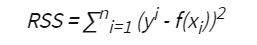 RSS = ∑ⁿᵢ₌₁ (yⁱ - f(xᵢ))²